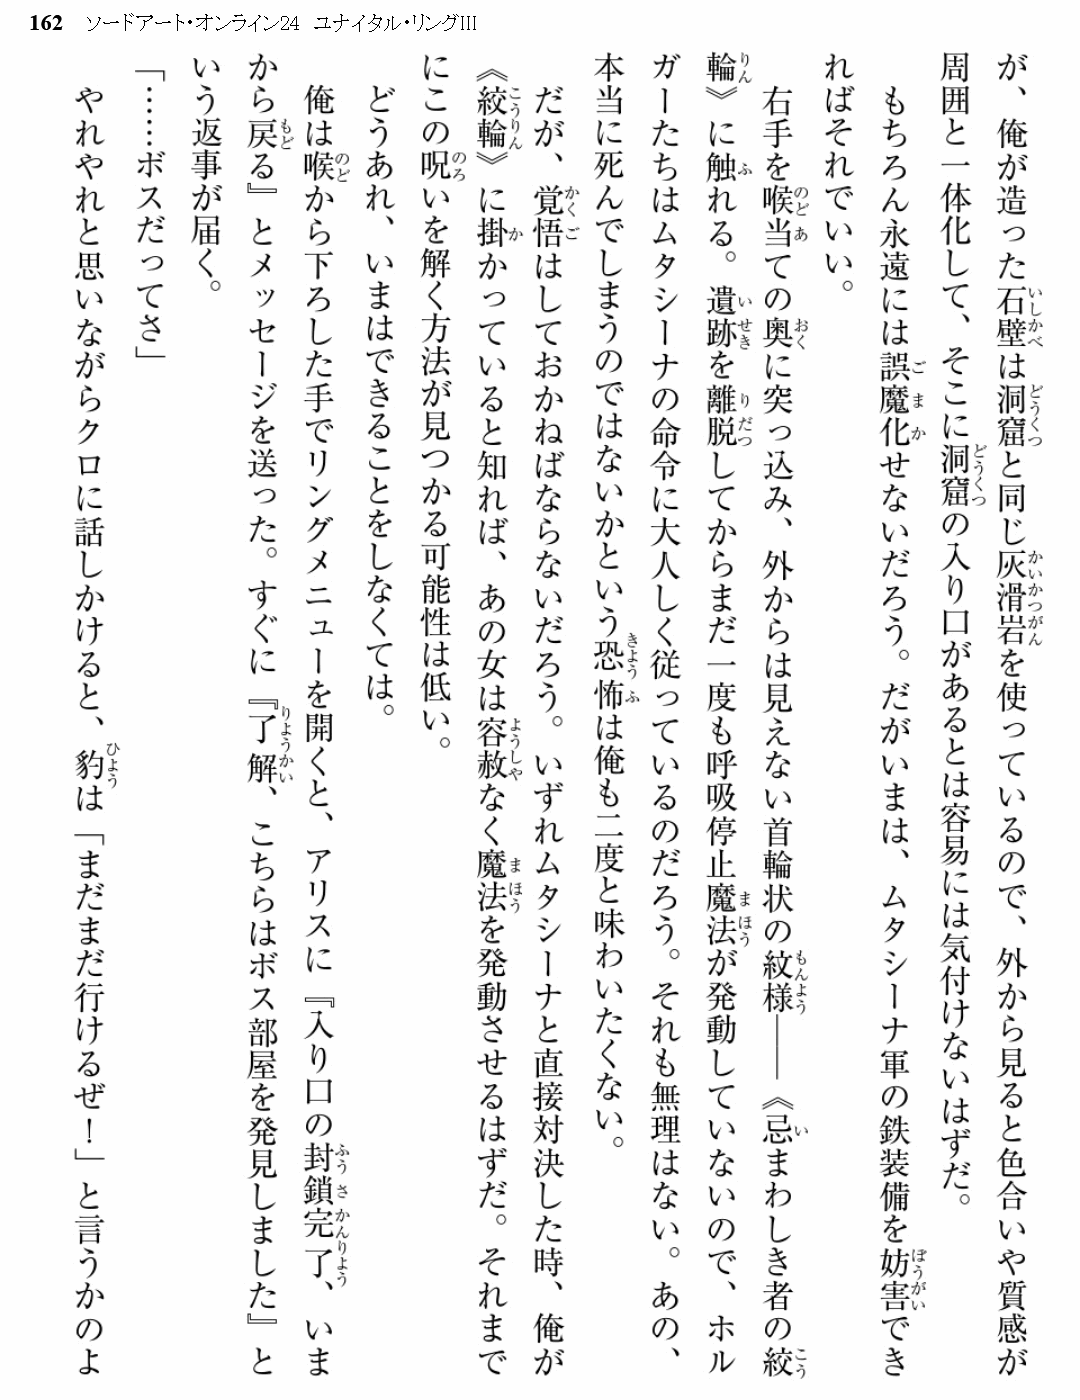 162 ソードアート・オンライン24 ユナイタル・リングIII
が、俺が造った石壁は洞窟と同じ灰滑岩を使っているので、外から見ると色合いや質感が
周囲と一体化して、そこに洞窟の入り口があるとは容易には気付けないはずだ。
もちろん永遠には誤魔化せないだろう。だがいまは、ムタシーナ軍の鉄装備を妨害でき
ればそれでいい。
右手を喉当ての奥に突っ込み、外からは見えない首輪状の紋様――《忌まわしき者の絞
輪》に触れる。遺跡を離脱してからまだ一度も呼吸停止魔法が発動していないので、ホル
ガーたちはムタシーナの命令に大人しく従っているのだろう。それも無理はない。あの、
本当に死んでしまうのではないかという恐怖は俺も二度と味わいたくない。
だが、覚悟はしておかねばならないだろう。いずれムタシーナと直接対決した時、俺が
《絞輪》に掛かっていると知れば、あの女は容赦なく魔法を発動させるはずだ。それまで
にこの呪いを解く方法が見つかる可能性は低い。
どうあれ、いまはできることをしなくては。
俺は喉から下ろした手でリングメニューを開くと、アリスに『入り口の封鎖完了、いま
から戻る』とメッセージを送った。すぐに『了解、こちらはボス部屋を発見しました』と
いう返事が届く。
「……ボスだってさ」
やれやれと思いながらクロに話しかけると、豹は「まだまだ行けるぜ！」と言うかのよ